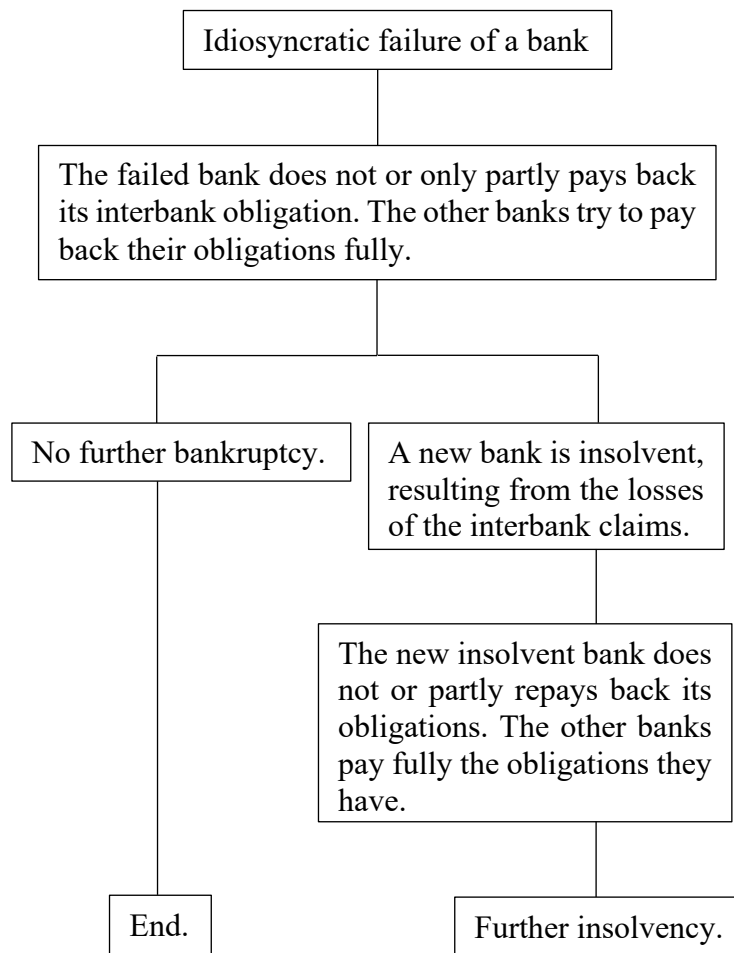 Idiosyncratic failure of a bank
The failed bank does not or only partly pays back
its interbank obligation. The other banks try to pay
back their obligations fully.
No further bankruptcy.
A new bank is insolvent,
resulting from the losses
of the interbank claims.
The new insolvent bank does
not or partly repays back its
obligations. The other banks
pay fully the obligations they
have.
End.
Further insolvency.